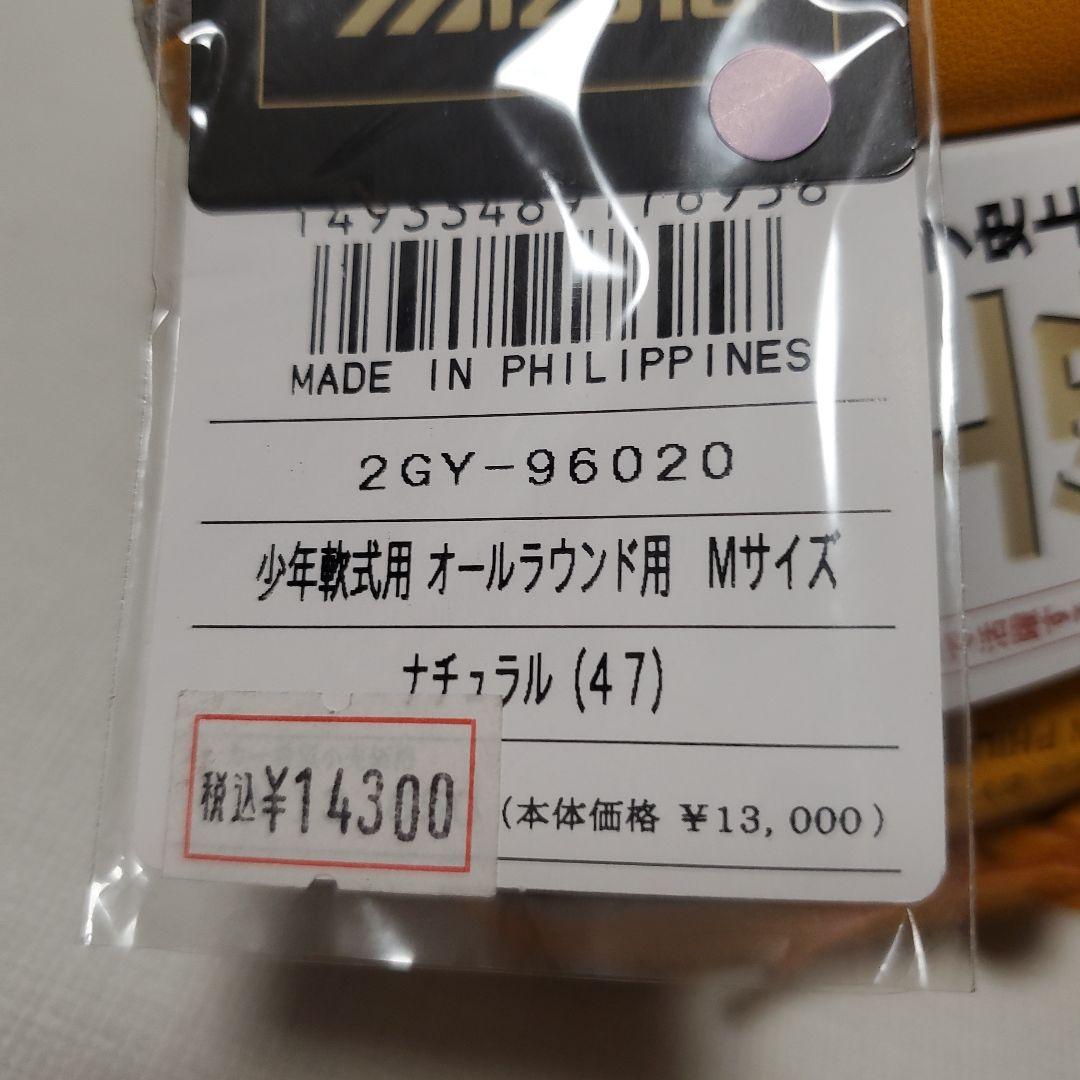 MADE IN PHILIPPINES
2GY-96020
少年軟式用 オールラウンド用 Mサイズ
ナチュラル (47)
税込¥14300
(本体価格 ¥13,000)